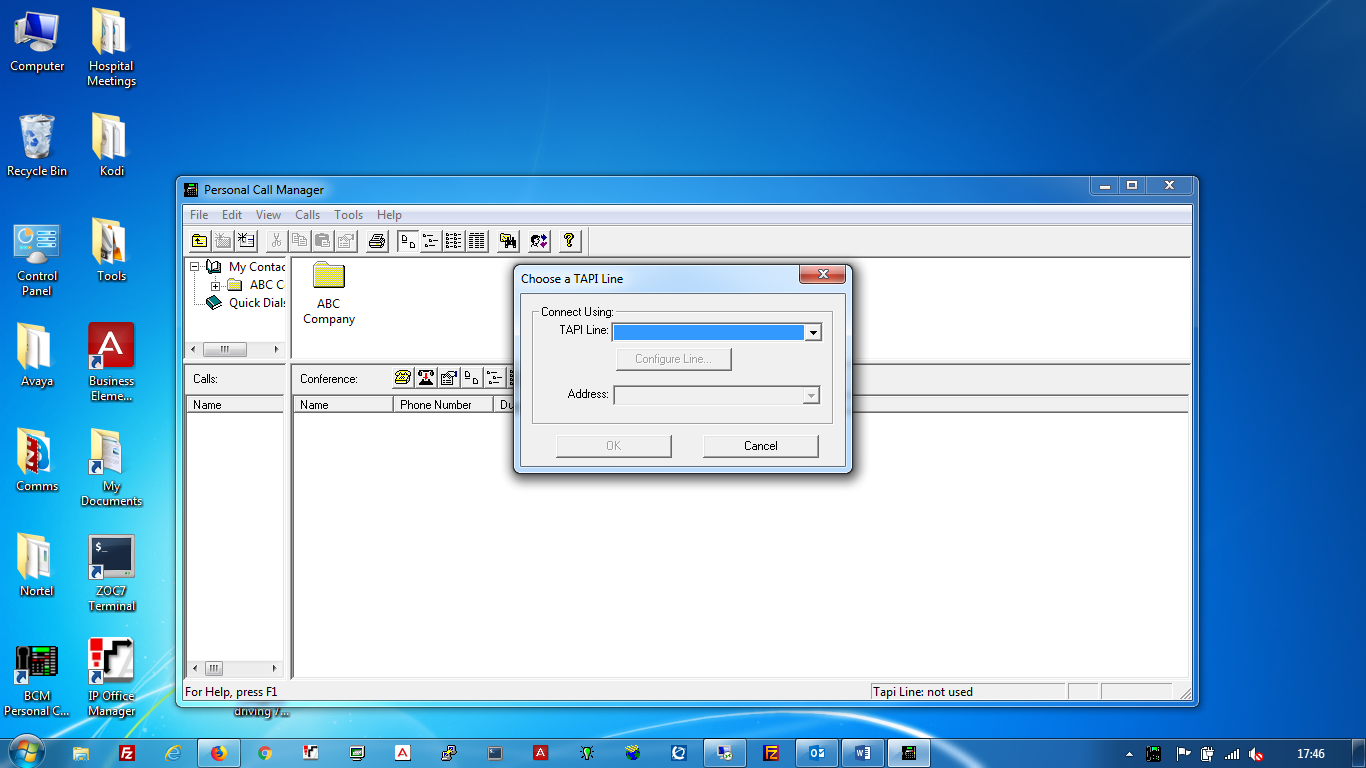 Computer
Hospital
Meetings
Recycle Bin
Kodi
Control
Panel
Tools
Avaya
Business
Eleme...
Comms
My
Documents
Nortel
ZOC7
Terminal
BCM
Personal C...
IP Office
Manager
driving /...
Personal Call Manager
File Edit View Calls Tools Help
My Contac
ABC C
Quick Dials
ABC
Company
Calls:
Conference:
Name
Name Phone Number Du
Choose a TAPI Line
Connect Using:
TAPI Line:
Configure Line...
Address:
OK Cancel
For Help, press F1
Tapi Line: not used
17:46